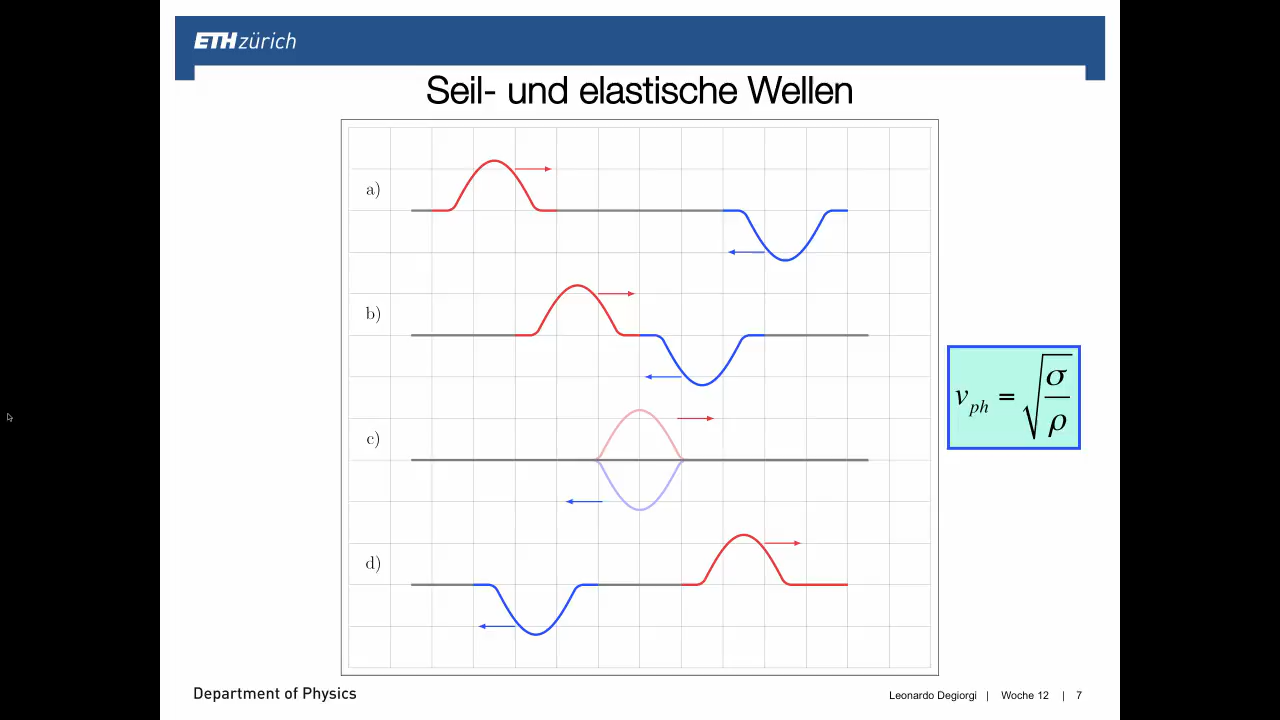 ETH zürich
Seil- und elastische Wellen
a)
b)
v_ph = √(σ/ρ)
c)
d)
Department of Physics
Leonardo Degiorgi | Woche 12 | 7